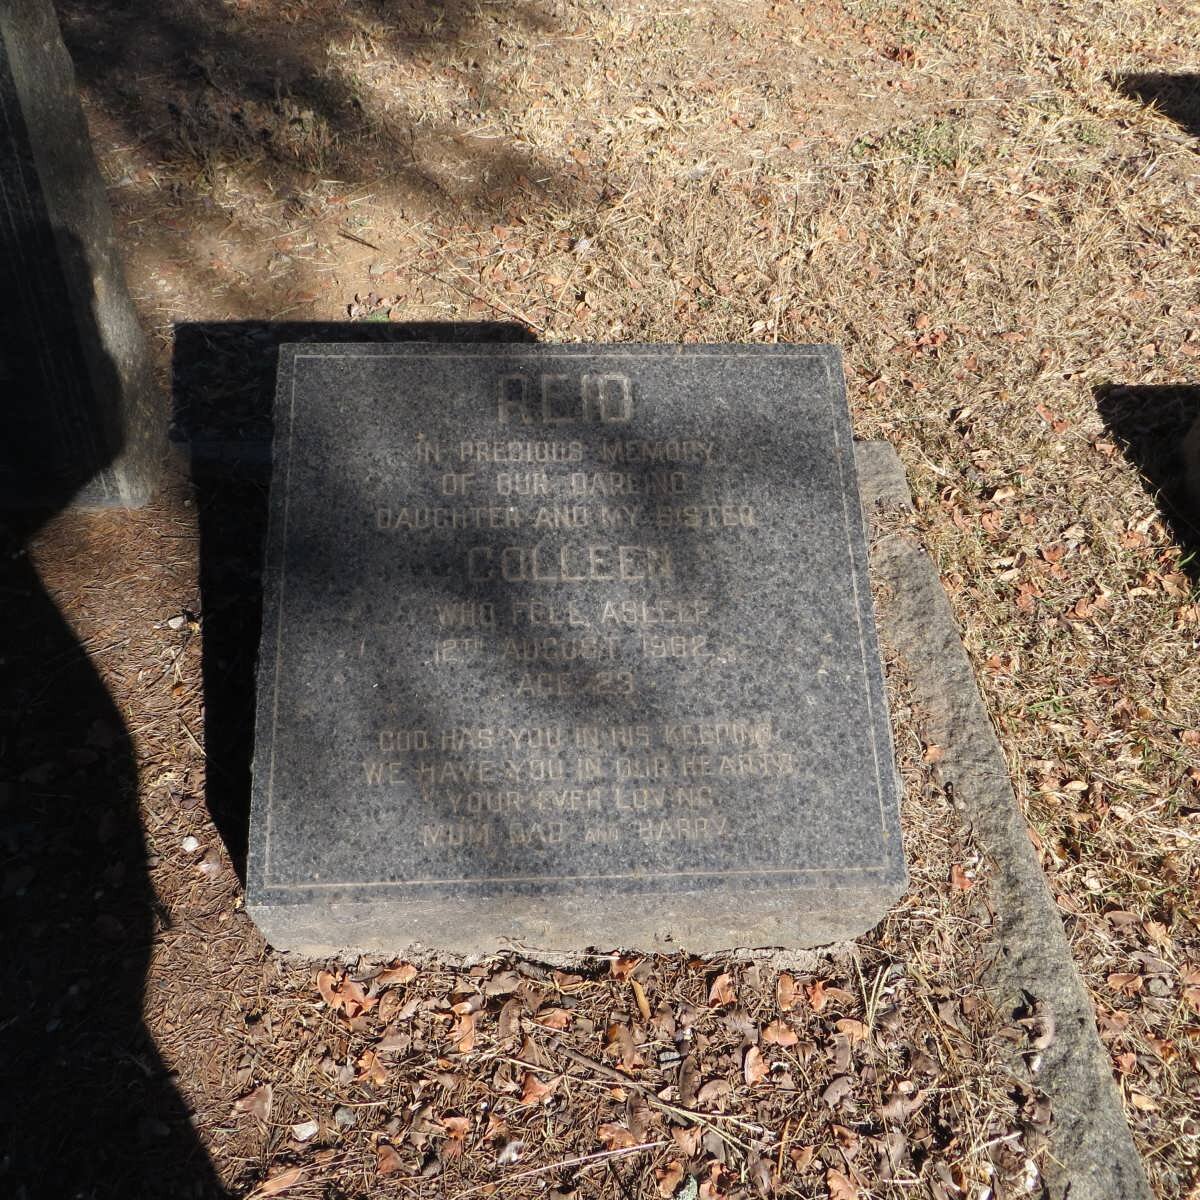 REID
IN PRECIOUS MEMORY
OF OUR DARLING
DAUGHTER AND MY SISTER
COLLEEN
WHO FELL ASLEEP
12TH AUGUST 1962
AGE 23
GOD HAS YOU IN HIS KEEPING
WE HAVE YOU IN OUR HEARTS
YOUR EVER LOVING
MUM, DAD AND BARRY